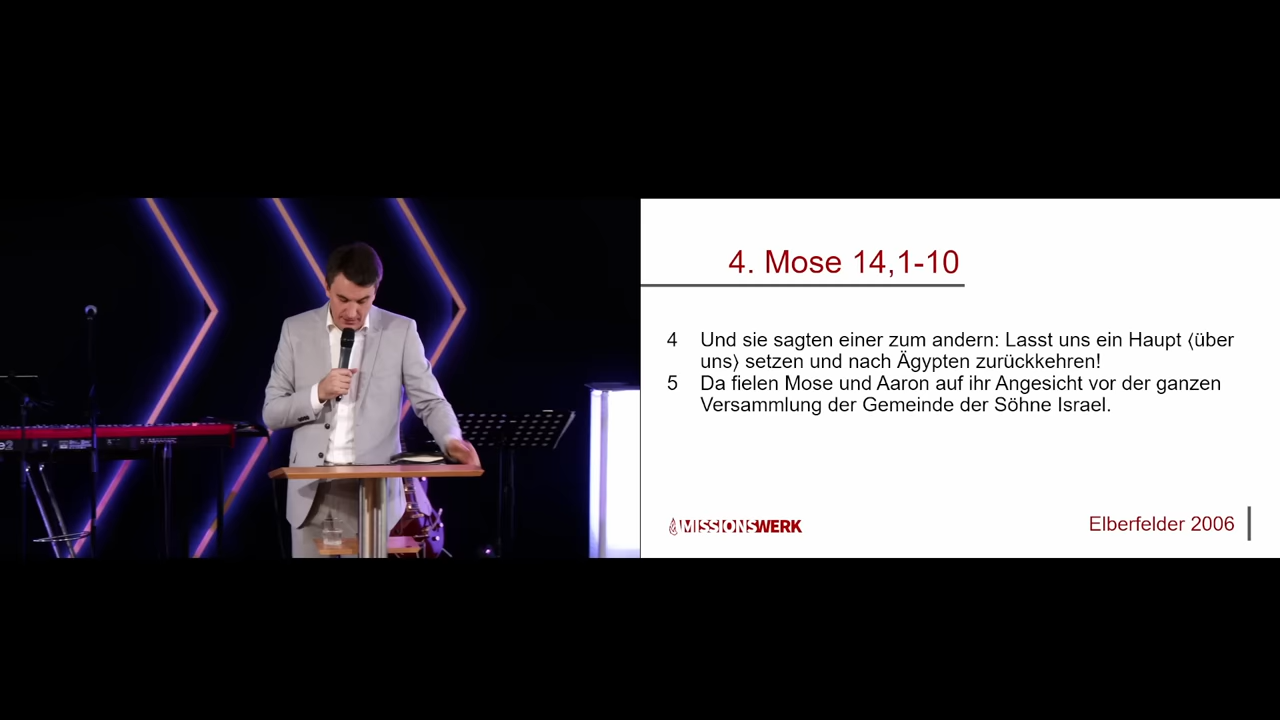 4. Mose 14,1-10
4 Und sie sagten einer zum andern: Lasst uns ein Haupt ⟨über
uns⟩ setzen und nach Ägypten zurückkehren!
5 Da fielen Mose und Aaron auf ihr Angesicht vor der ganzen
Versammlung der Gemeinde der Söhne Israel.
MISSIONSWERK
Elberfelder 2006